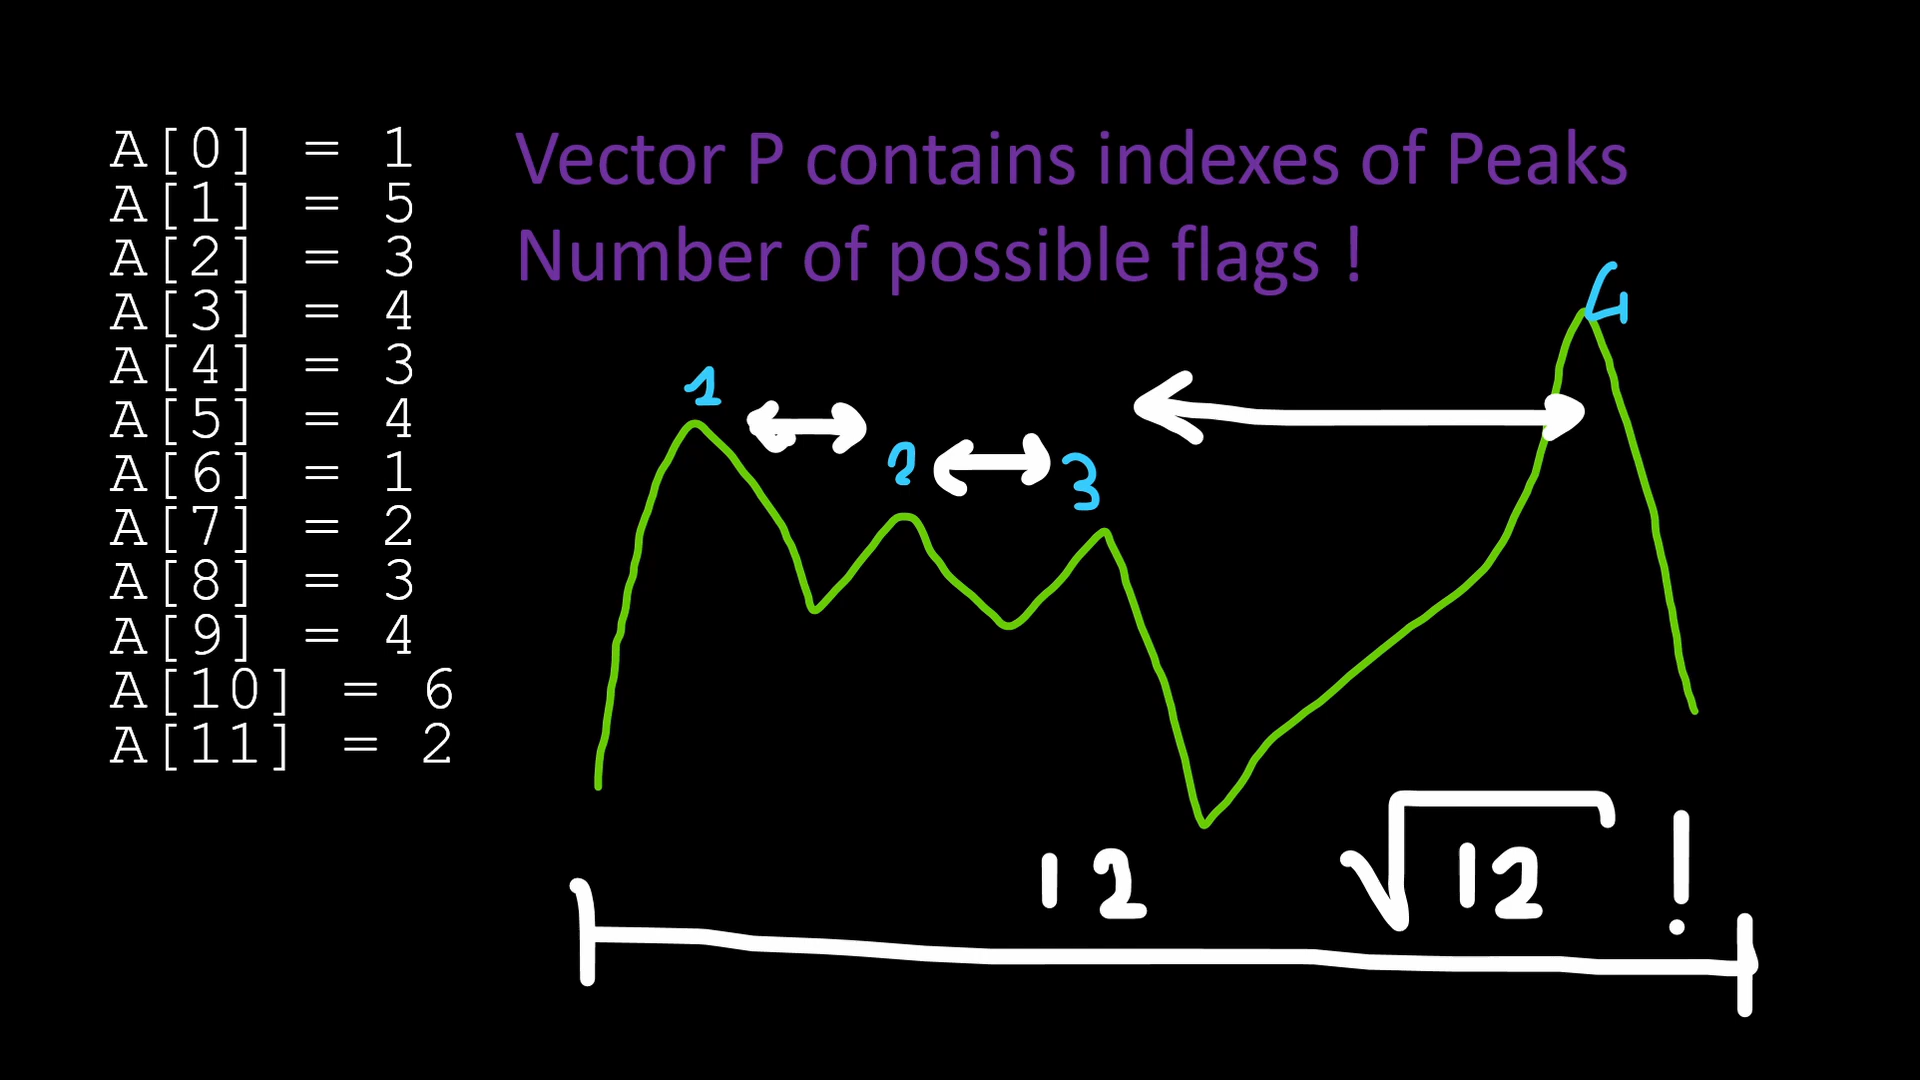 A[0] = 1
A[1] = 5
A[2] = 3
A[3] = 4
A[4] = 3
A[5] = 4
A[6] = 1
A[7] = 2
A[8] = 3
A[9] = 4
A[10] = 6
A[11] = 2
Vector P contains indexes of Peaks
Number of possible flags !
1
2
3
4
12
√12 !